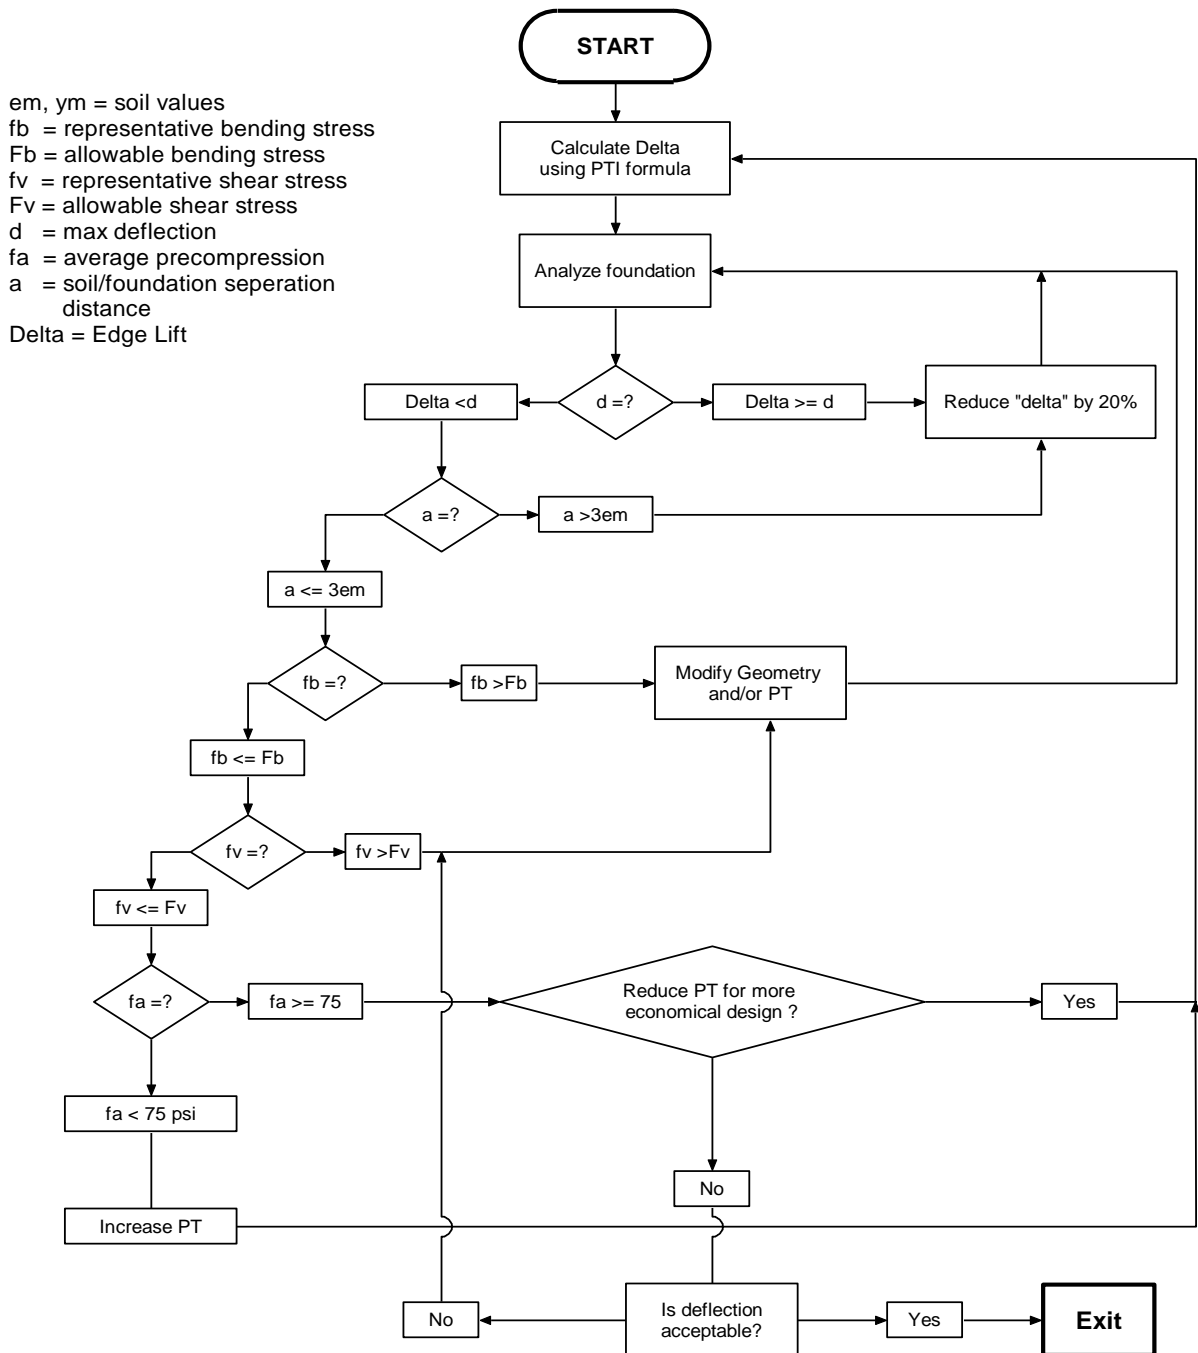 START
em, ym = soil values
fb = representative bending stress
Fb = allowable bending stress
fv = representative shear stress
Fv = allowable shear stress
d = max deflection
fa = average precompression
a = soil/foundation seperation
distance
Delta = Edge Lift
Calculate Delta
using PTI formula
Analyze foundation
Delta <d
d =?
Delta >= d
Reduce "delta" by 20%
a =?
a >3em
a <= 3em
fb =?
fb >Fb
Modify Geometry
and/or PT
fb <= Fb
fv =?
fv >Fv
fv <= Fv
fa =?
fa >= 75
Reduce PT for more
economical design ?
Yes
fa < 75 psi
No
Increase PT
No
Is deflection
acceptable?
Yes
Exit